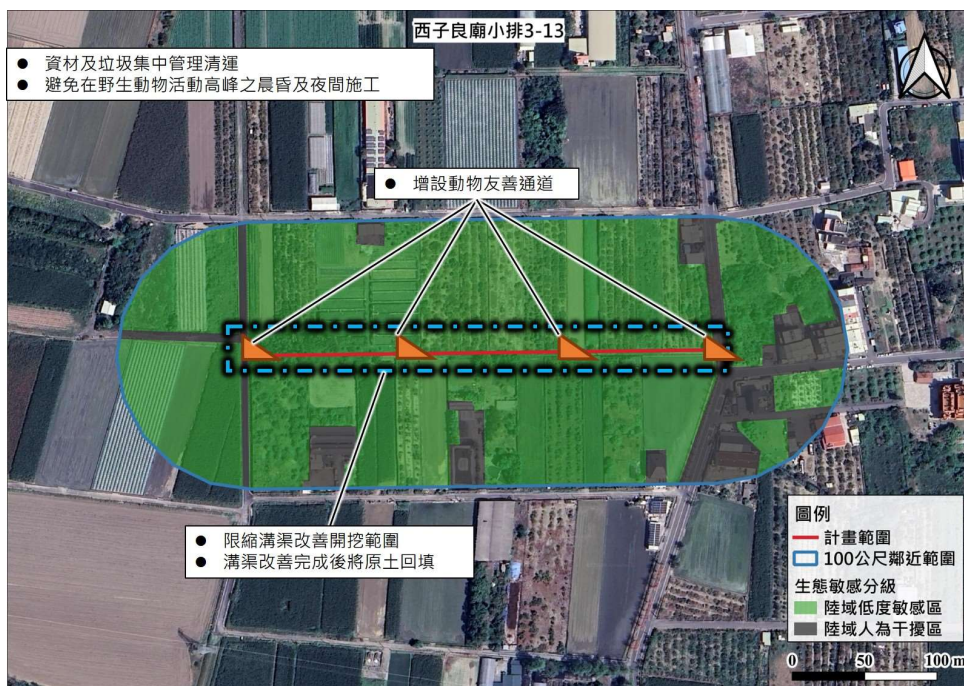 西子良廟小排3-13
● 資材及垃圾集中管理清運
● 避免在野生動物活動高峰之晨昏及夜間施工
● 增設動物友善通道
● 限縮溝渠改善開挖範圍
● 溝渠改善完成後將原土回填
圖例
計畫範圍
100公尺鄰近範圍
生態敏感分級
陸域低度敏感區
陸域人為干擾區
0 50 100 m